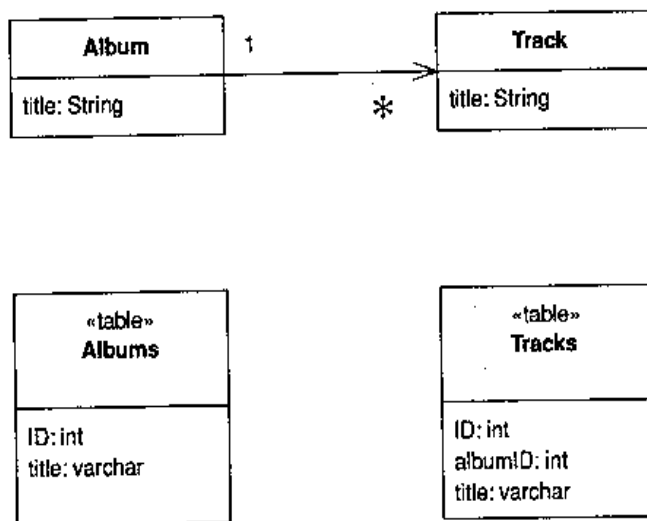 Album
title: String
1
*
Track
title: String
«table»
Albums
ID: int
title: varchar
«table»
Tracks
ID: int
albumID: int
title: varchar